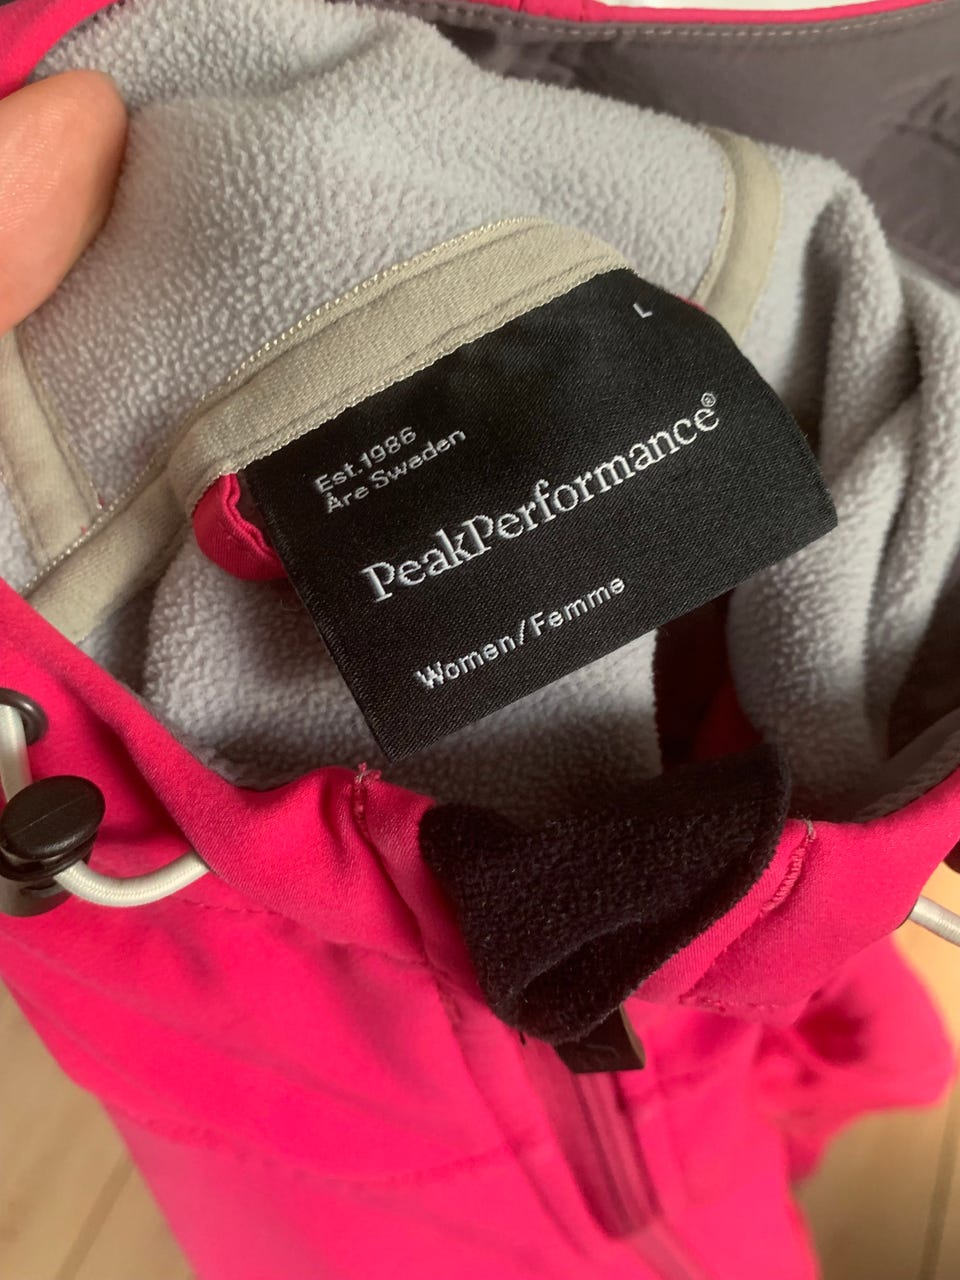 L
Est.1986
Åre Sweden
PeakPerformance®
Women/Femme